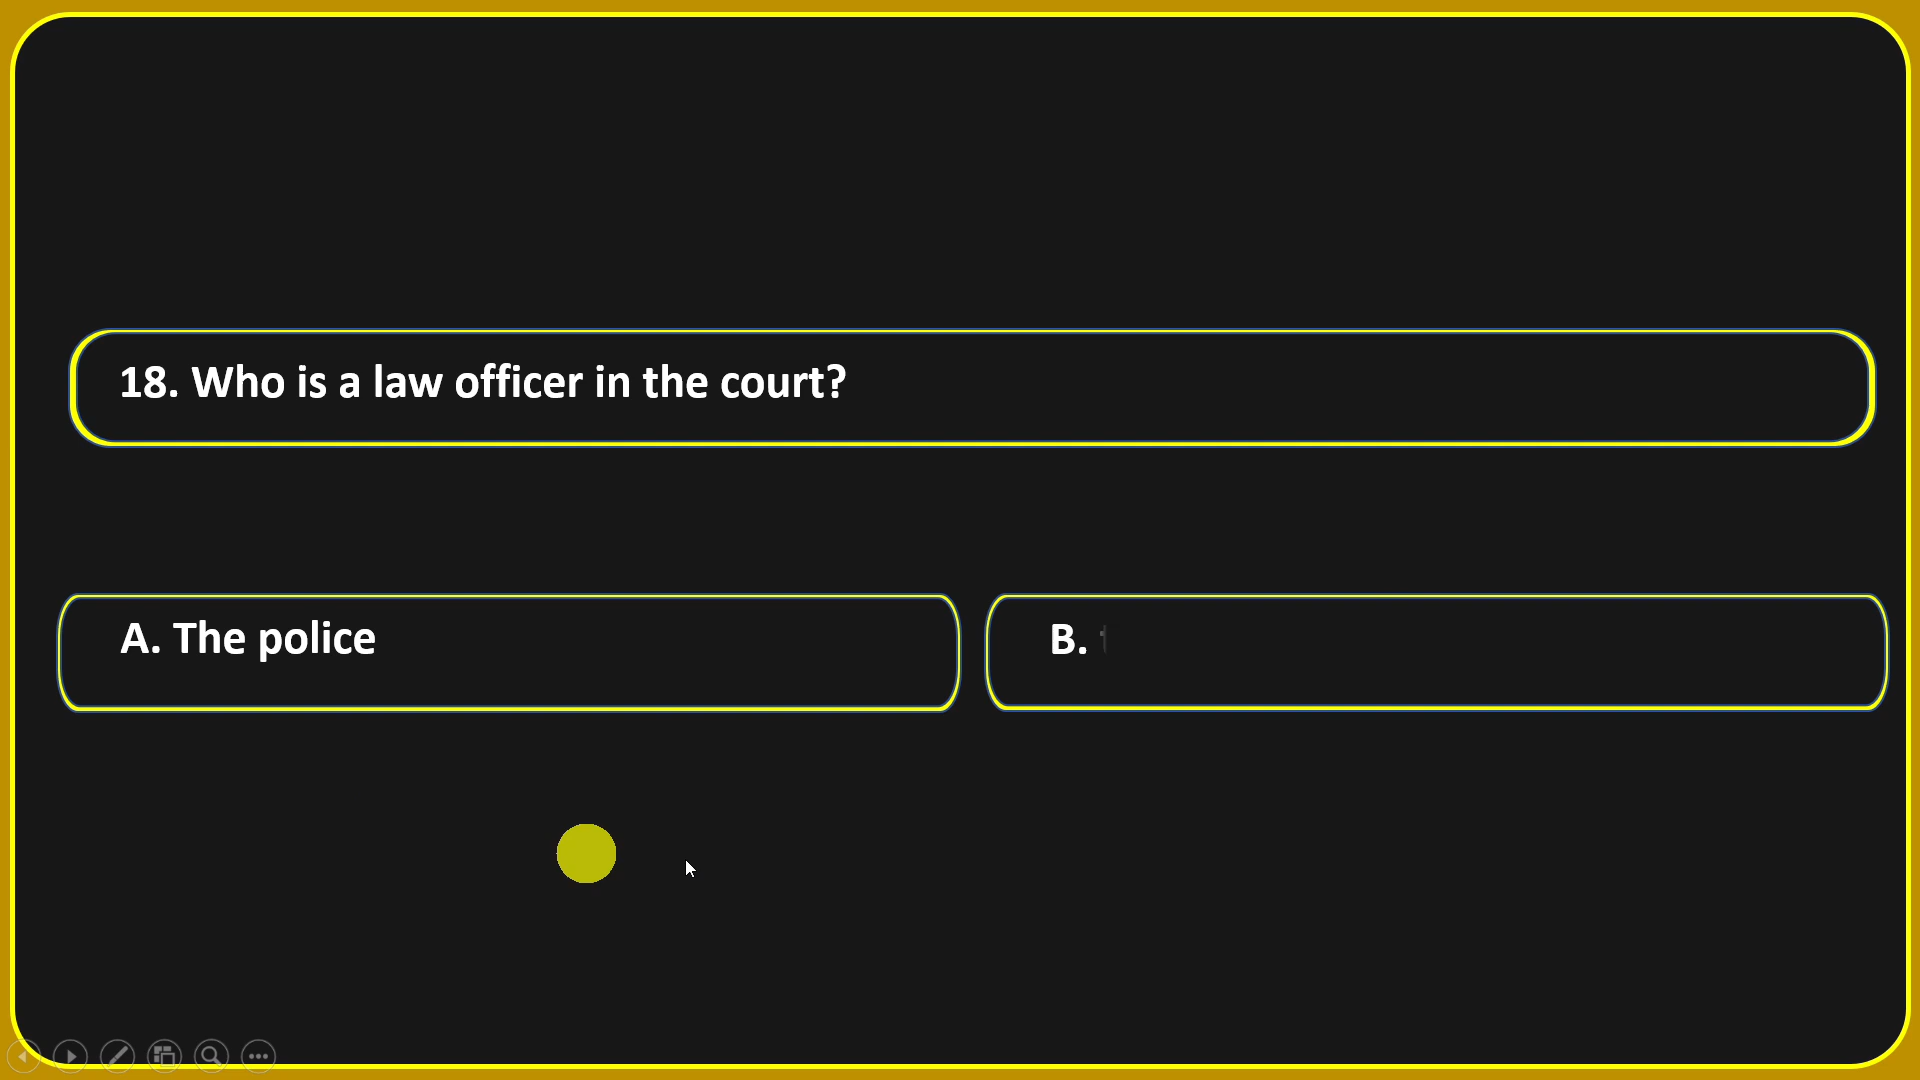 18. Who is a law officer in the court?
A. The police
B.